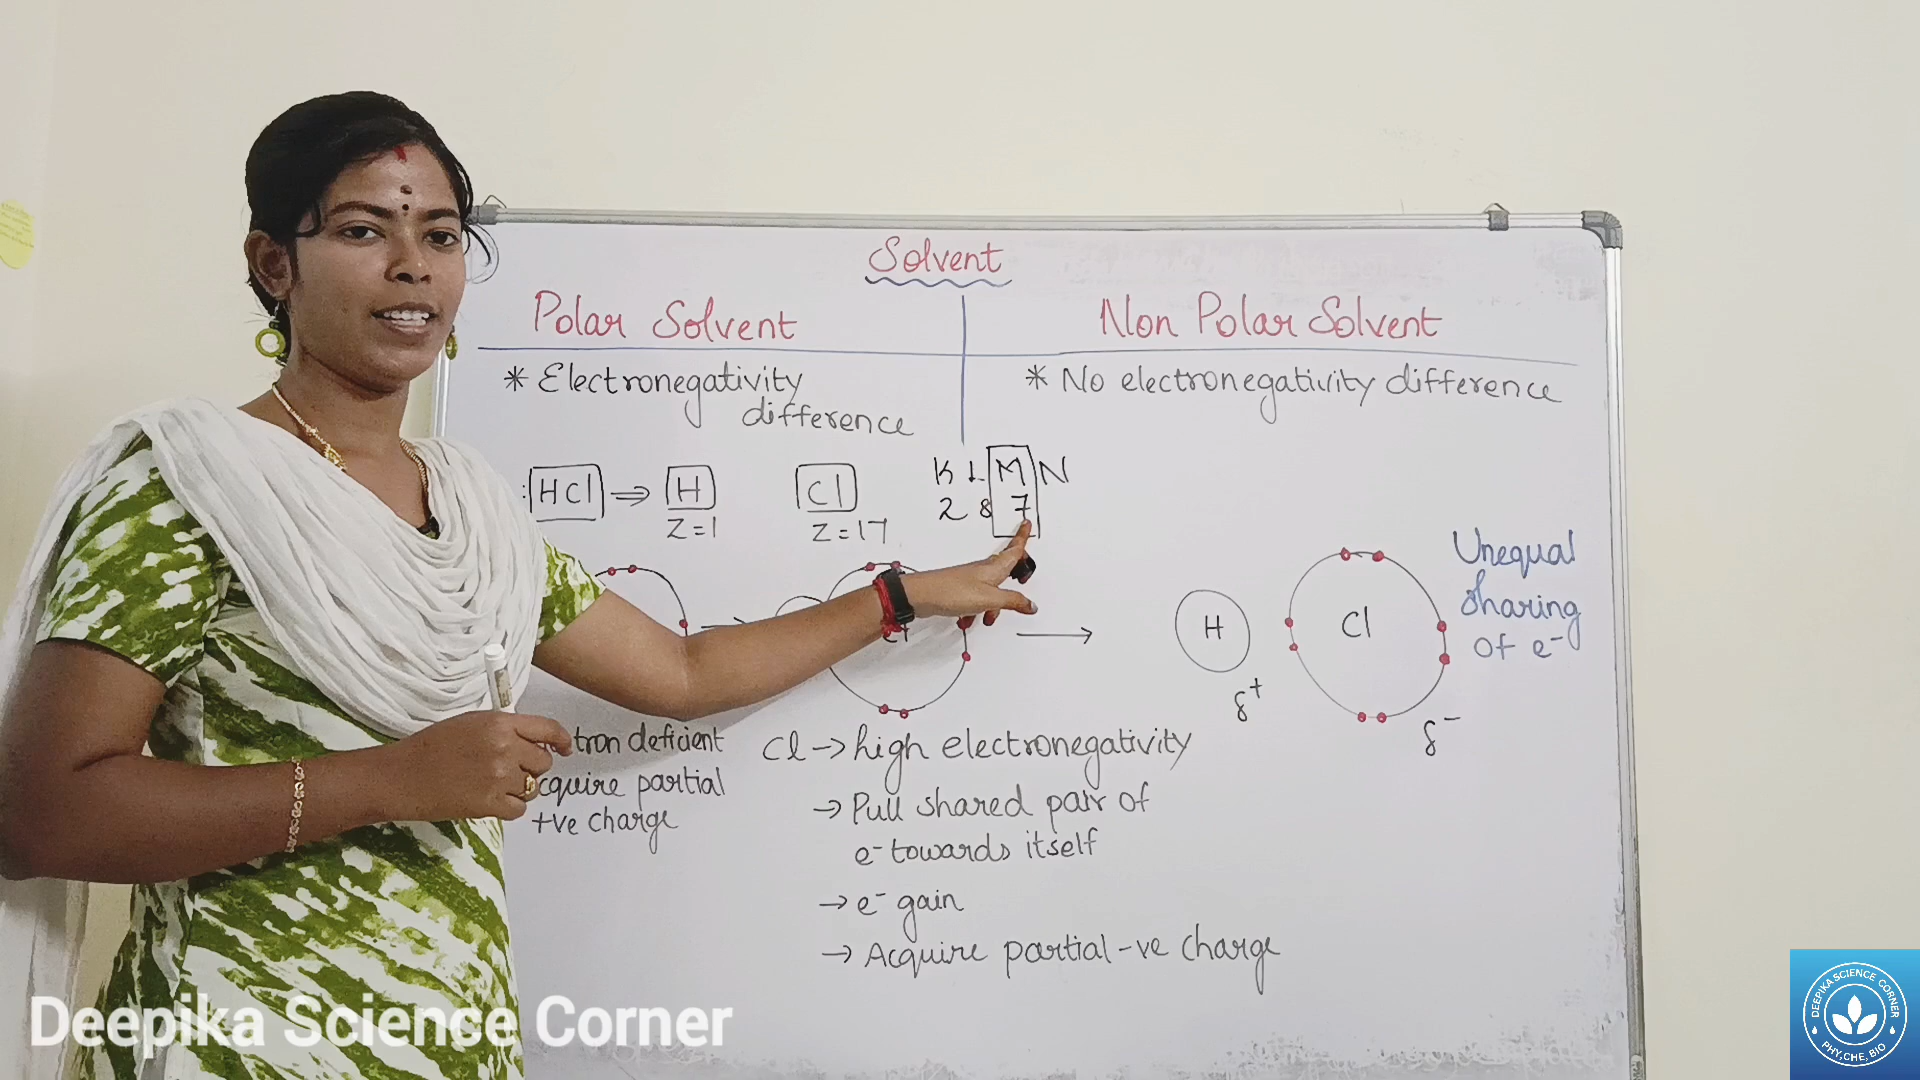 Solvent
Polar Solvent
Non Polar Solvent
* Electronegativity
difference
* No electronegativity difference
HCl ⇒ H
Z=1
Cl
Z=17
K L M N
2 8 7
H
δ+
Cl
δ-
Unequal
sharing
of e-
deficient
partial
+ve charge
Cl → high electronegativity
→ Pull shared pair of
e- towards itself
→ e- gain
→ Acquire partial -ve charge
Deepika Science Corner
DEEPIKA SCIENCE CORNER
PHY, CHE, BIO